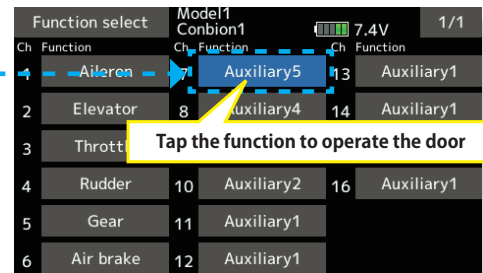 Function select
Model1
Conbion1
7.4V
1/1
Ch Function
Ch Function
Ch Function
1 Aileron
7 Auxiliary5
13 Auxiliary1
2 Elevator
8 Auxiliary4
14 Auxiliary1
3
Tap the function to operate the door
4 Rudder
10 Auxiliary2
16 Auxiliary1
5 Gear
11 Auxiliary1
6 Air brake
12 Auxiliary1